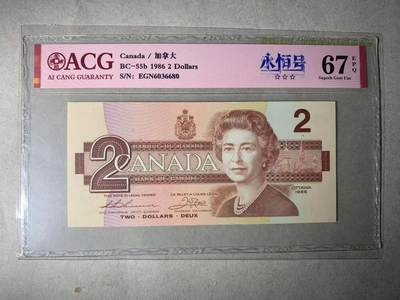 ACG
AI CANG GUARANTY
Canada / 加拿大
BC-55b 1986 2 Dollars
S/N: EGN6036680
永恒号
☆☆☆
67 EPQ
Superb Gem Unc
2
2
OTTAWA
1986
TWO · DOLLARS · DEUX